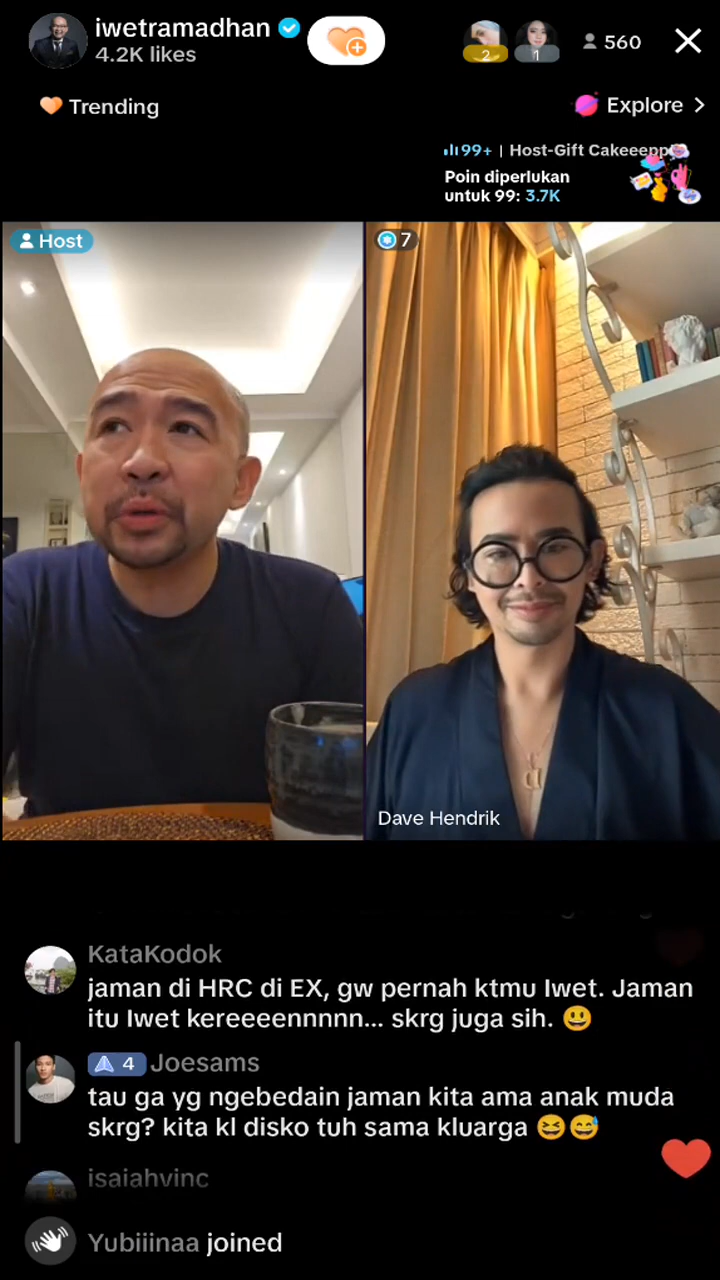 iwetramadhan
4.2K likes
2
1
560
Trending
Explore
99+ | Host-Gift Cakeeepp
Poin diperlukan
untuk 99: 3.7K
Host
7
Dave Hendrik
KataKodok
jaman di HRC di EX, gw pernah ktmu Iwet. Jaman
itu Iwet kereeeennnnn... skrg juga sih. 😃
4 Joesams
tau ga yg ngebedain jaman kita ama anak muda
skrg? kita kl disko tuh sama kluarga 😆😅
isaiahvinc
Yubiiinaa joined